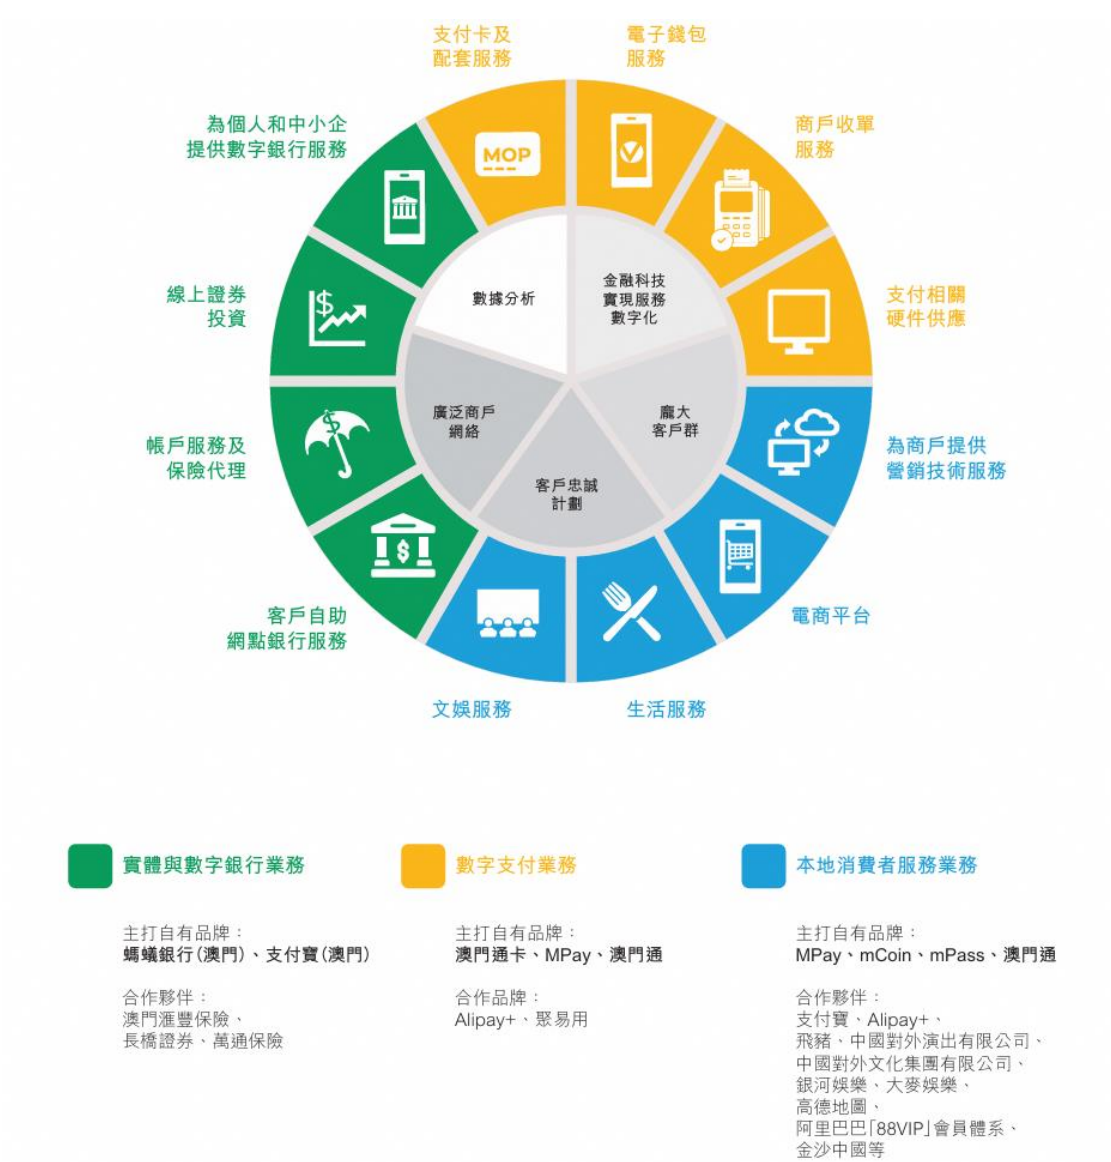 支付卡及
配套服務
電子錢包
服務
為個人和中小企
提供數字銀行服務
商戶收單
服務
MOP
線上證券
投資
支付相關
硬件供應
數據分析
金融科技
實現服務
數字化
廣泛商戶
網絡
龐大
客戶群
客戶忠誠
計劃
帳戶服務及
保險代理
為商戶提供
營銷技術服務
客戶自助
網點銀行服務
電商平台
文娛服務
生活服務
實體與數字銀行業務
主打自有品牌：
螞蟻銀行(澳門)、支付寶(澳門)
合作夥伴：
澳門滙豐保險、
長橋證券、萬通保險
數字支付業務
主打自有品牌：
澳門通卡、MPay、澳門通
合作品牌：
Alipay+、聚易用
本地消費者服務業務
主打自有品牌：
MPay、mCoin、mPass、澳門通
合作夥伴：
支付寶、Alipay+、
飛豬、中國對外演出有限公司、
中國對外文化集團有限公司、
銀河娛樂、大麥娛樂、
高德地圖、
阿里巴巴「88VIP」會員體系、
金沙中國等